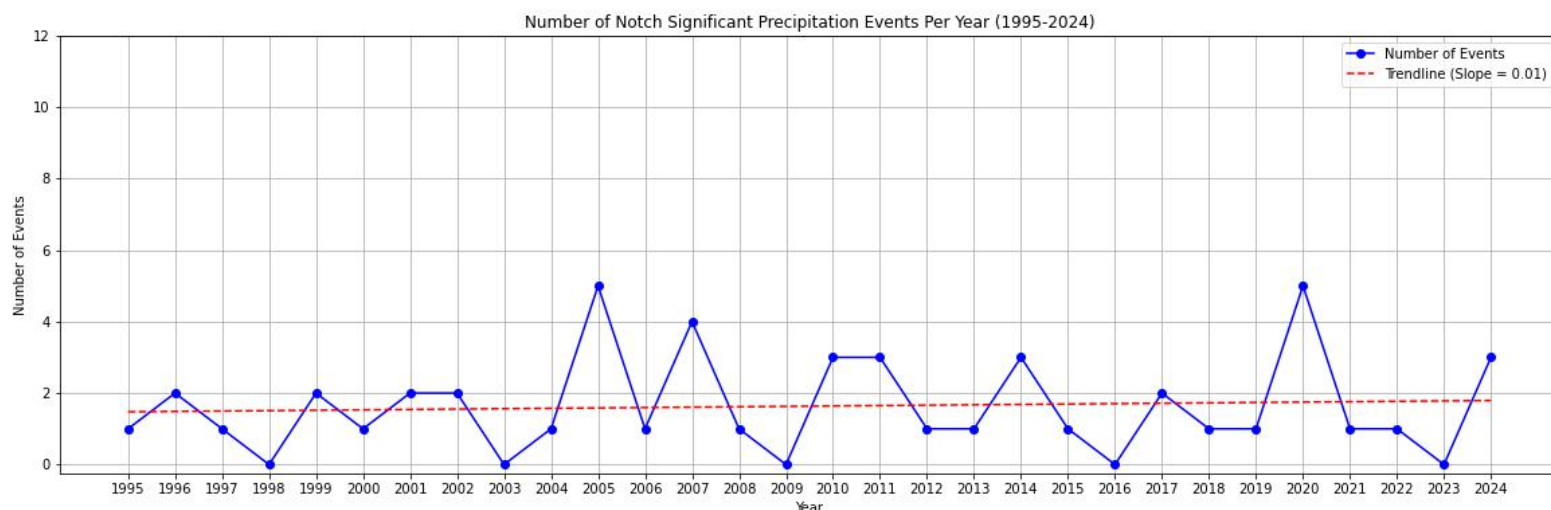 Number of Notch Significant Precipitation Events Per Year (1995-2024)
12
10
8
6
4
2
0
Number of Events
Number of Events
Trendline (Slope = 0.01)
1995 1996 1997 1998 1999 2000 2001 2002 2003 2004 2005 2006 2007 2008 2009 2010 2011 2012 2013 2014 2015 2016 2017 2018 2019 2020 2021 2022 2023 2024
Year